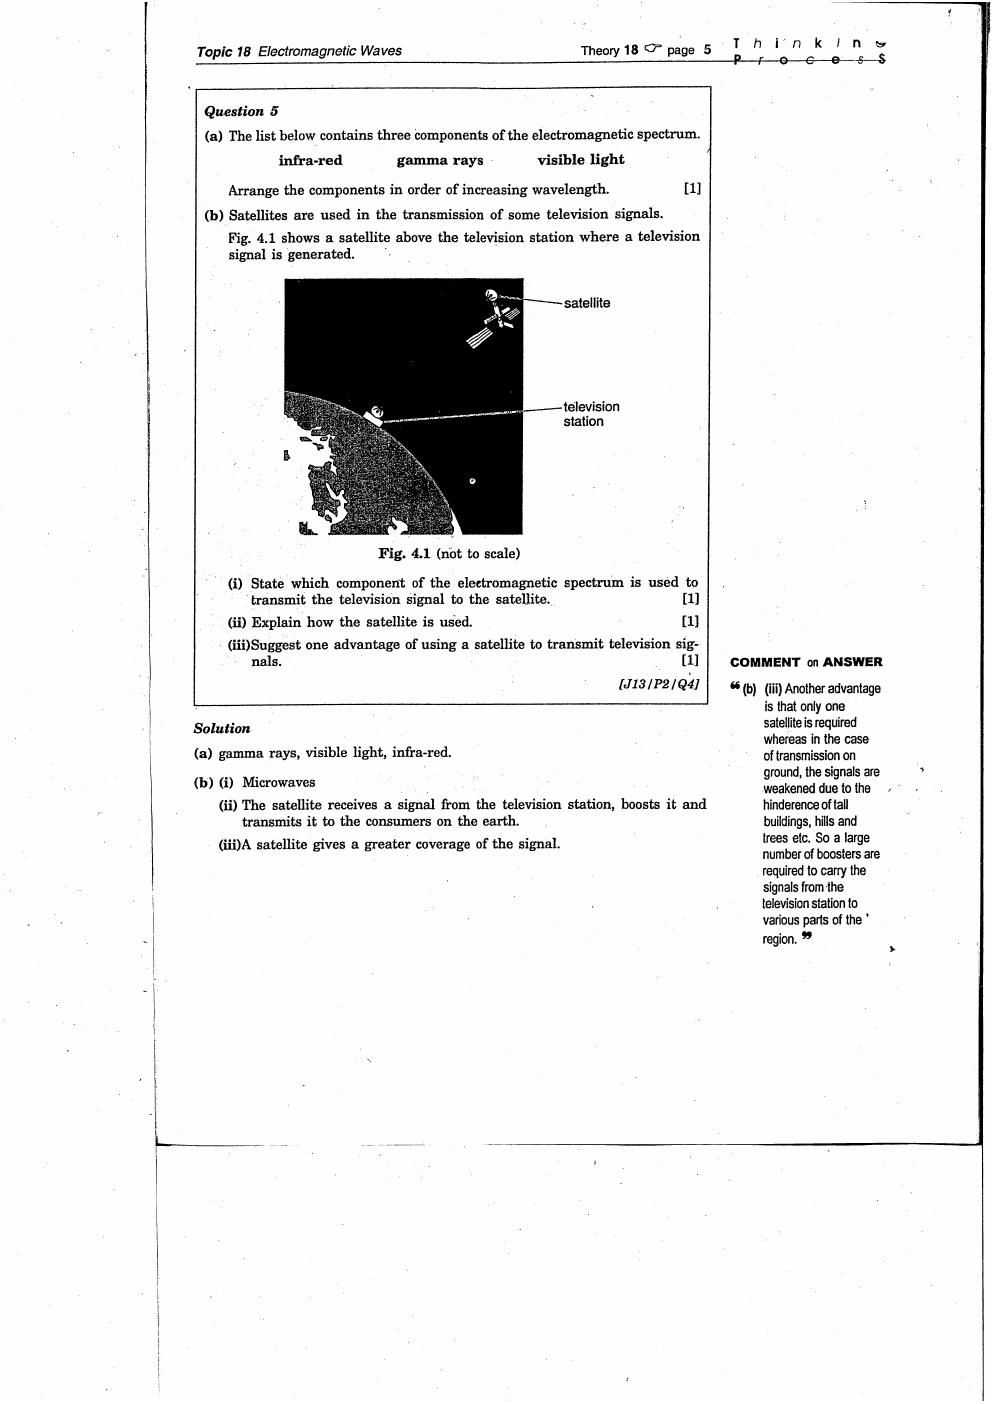 Topic 18 Electromagnetic Waves
Theory 18 ☞ page 5
Thinking
ProcesS
Question 5
(a) The list below contains three components of the electromagnetic spectrum.
infra-red gamma rays visible light
Arrange the components in order of increasing wavelength. [1]
(b) Satellites are used in the transmission of some television signals.
Fig. 4.1 shows a satellite above the television station where a television
signal is generated.
satellite
television
station
Fig. 4.1 (not to scale)
(i) State which component of the electromagnetic spectrum is used to
transmit the television signal to the satellite. [1]
(ii) Explain how the satellite is used. [1]
(iii)Suggest one advantage of using a satellite to transmit television sig-
nals. [1]
[J13/P2/Q4]
Solution
(a) gamma rays, visible light, infra-red.
(b) (i) Microwaves
(ii) The satellite receives a signal from the television station, boosts it and
transmits it to the consumers on the earth.
(iii)A satellite gives a greater coverage of the signal.
COMMENT on ANSWER
❝ (b) (iii) Another advantage
is that only one
satellite is required
whereas in the case
of transmission on
ground, the signals are
weakened due to the
hinderence of tall
buildings, hills and
trees etc. So a large
number of boosters are
required to carry the
signals from the
television station to
various parts of the
region. ❞